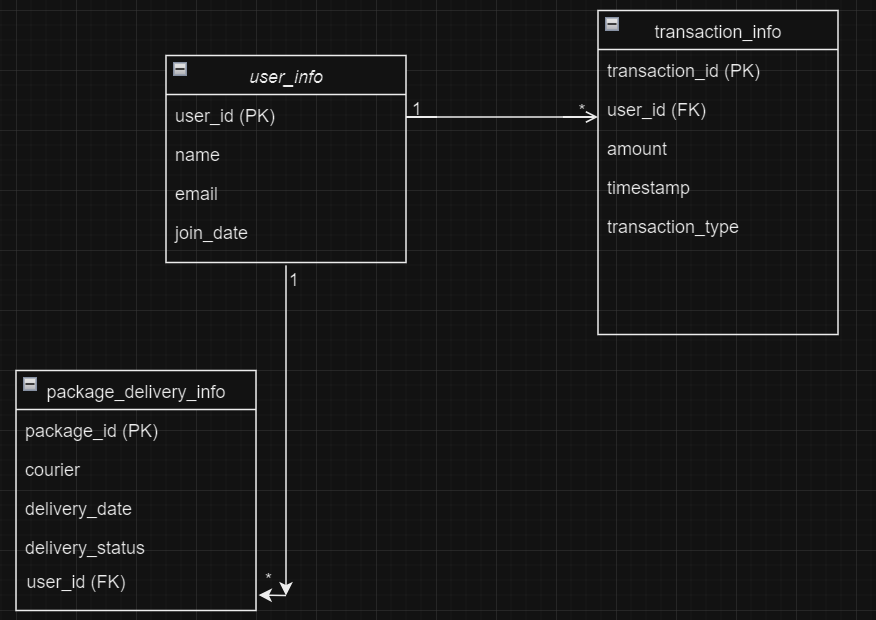 user_info
user_id (PK)
name
email
join_date
1
*
transaction_info
transaction_id (PK)
user_id (FK)
amount
timestamp
transaction_type
1
package_delivery_info
package_id (PK)
courier
delivery_date
delivery_status
user_id (FK)
*